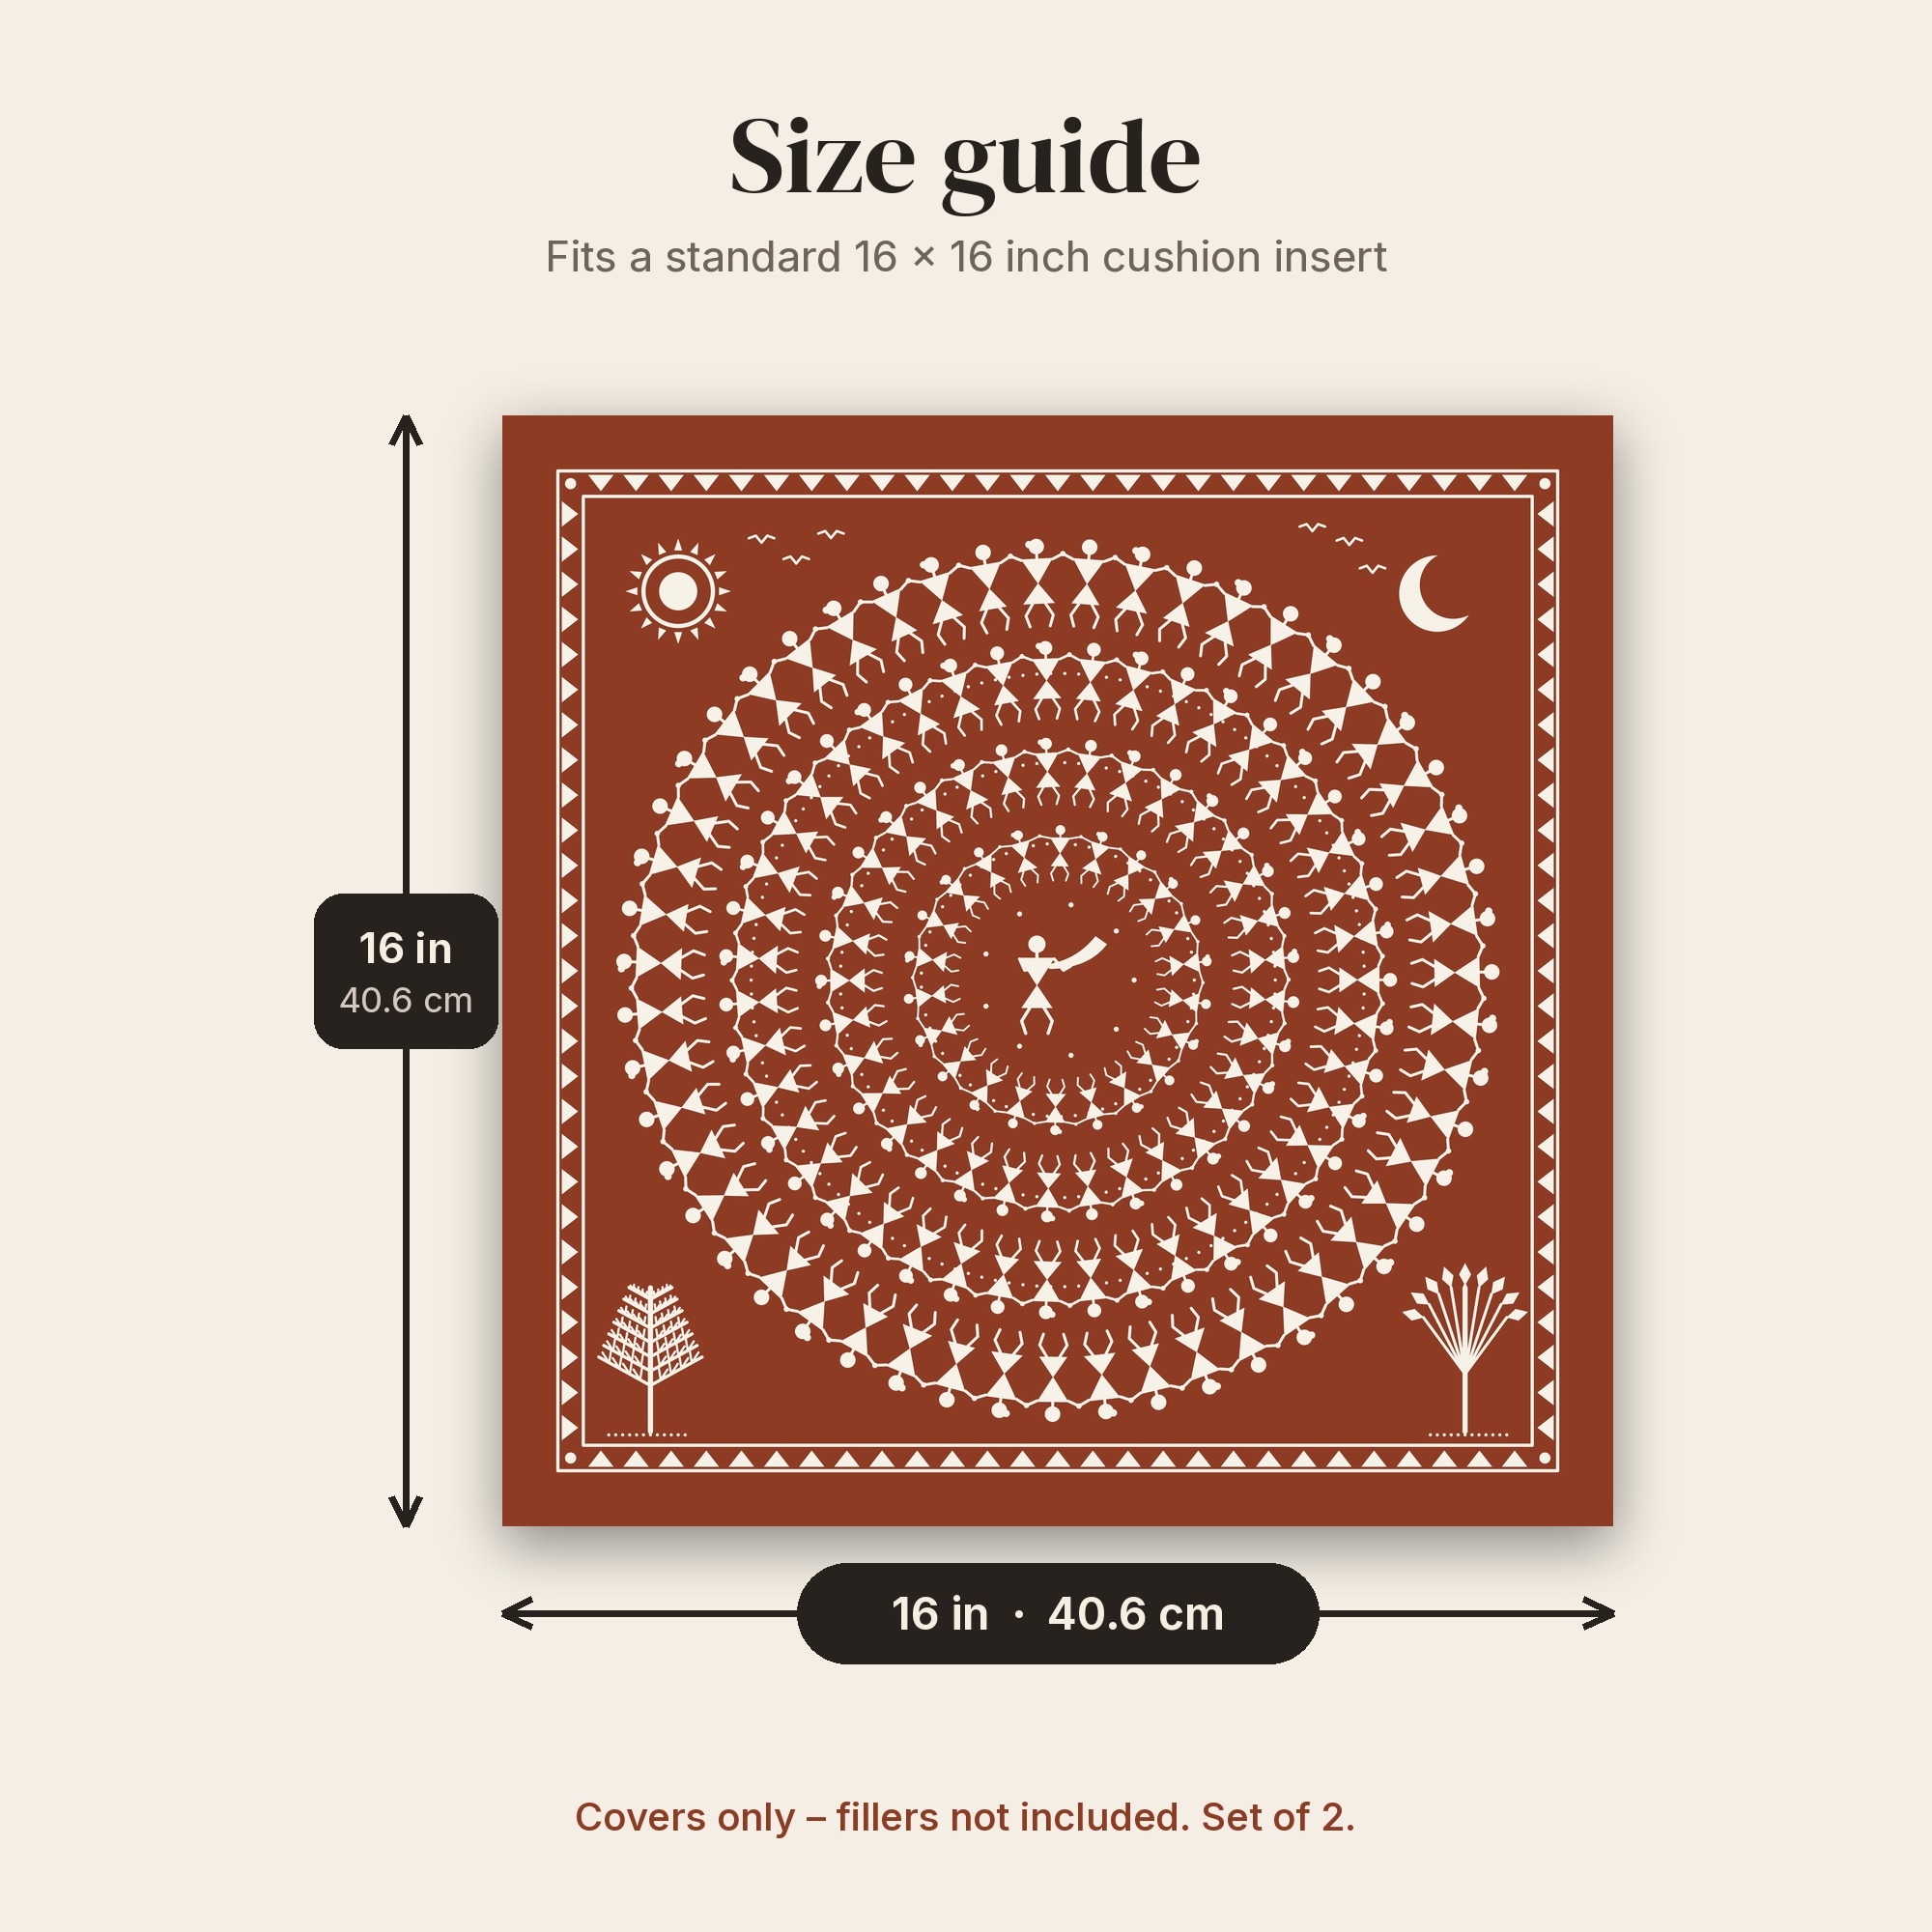 Size guide
Fits a standard 16 × 16 inch cushion insert
16 in
40.6 cm
16 in · 40.6 cm
Covers only – fillers not included. Set of 2.